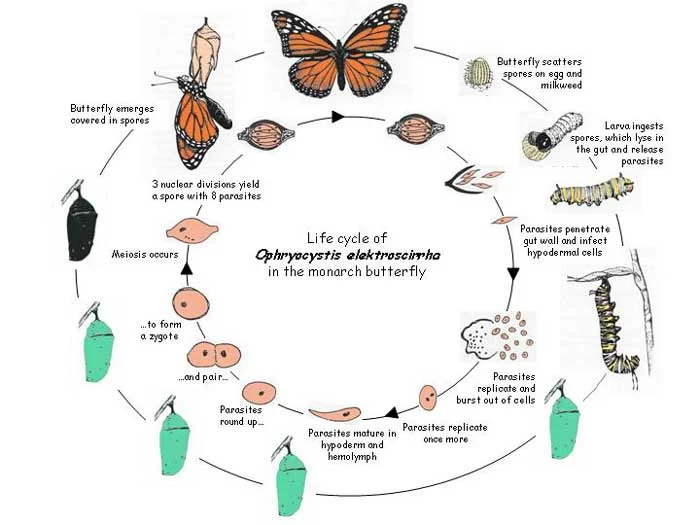 Butterfly scatters
spores on egg and
milkweed
Larva ingests
spores, which lyse in
the gut and release
parasites
Parasites penetrate
gut wall and infect
hypodermal cells
Parasites
replicate and
burst out of cells
Parasites replicate
once more
Parasites mature in
hypoderm and
hemolymph
Parasites
round up...
...and pair...
...to form
a zygote
Meiosis occurs
3 nuclear divisions yield
a spore with 8 parasites
Butterfly emerges
covered in spores
Life cycle of
Ophryocystis elektroscirrha
in the monarch butterfly